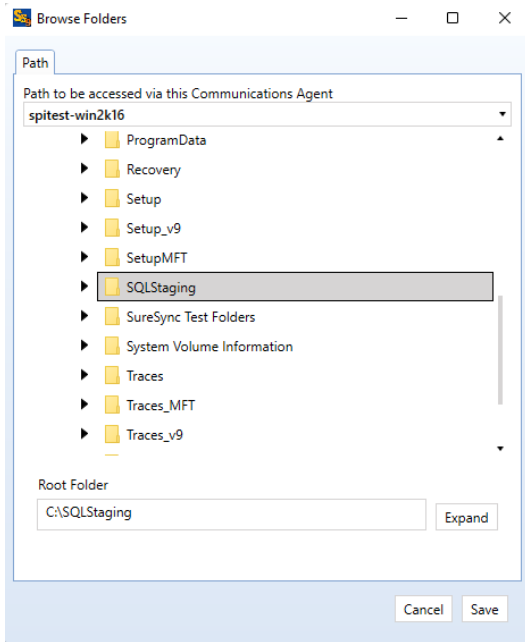 Browse Folders
Path
Path to be accessed via this Communications Agent
spitest-win2k16
ProgramData
Recovery
Setup
Setup_v9
SetupMFT
SQLStaging
SureSync Test Folders
System Volume Information
Traces
Traces_MFT
Traces_v9
Root Folder
C:\SQLStaging
Expand
Cancel Save